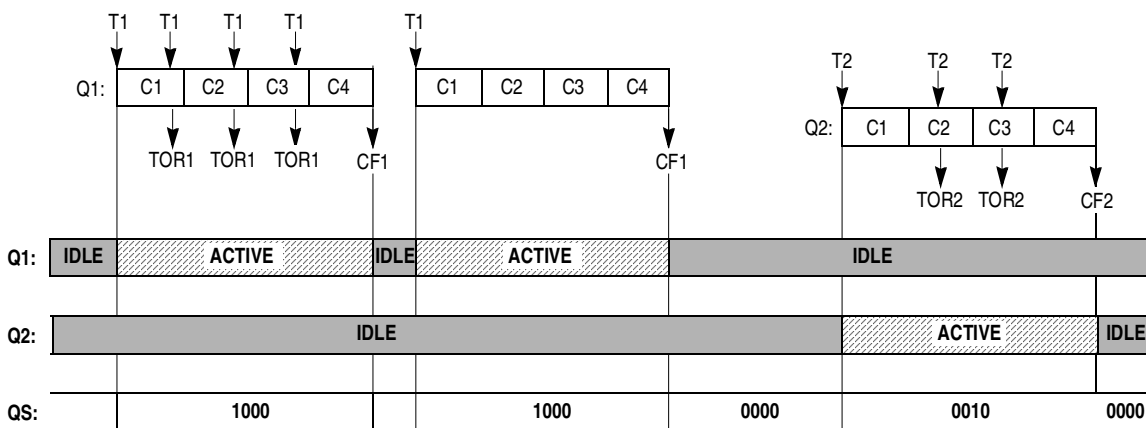 T1 T1 T1 T1 T1
Q1: C1 C2 C3 C4 C1 C2 C3 C4
T2 T2 T2
Q2: C1 C2 C3 C4
TOR1 TOR1 TOR1 CF1 CF1
TOR2 TOR2 CF2
Q1: IDLE ACTIVE IDLE ACTIVE IDLE
Q2: IDLE ACTIVE IDLE
QS: 1000 1000 0000 0010 0000